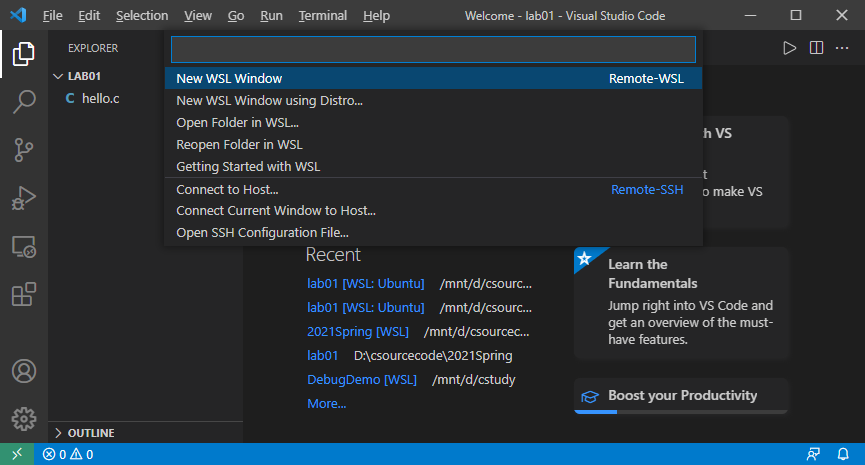 File Edit Selection View Go Run Terminal Help Welcome - lab01 - Visual Studio Code
EXPLORER
LAB01
C hello.c
New WSL Window Remote-WSL
New WSL Window using Distro...
Open Folder in WSL...
Reopen Folder in WSL
Getting Started with WSL
Connect to Host... Remote-SSH
Connect Current Window to Host...
Open SSH Configuration File...
Recent
lab01 [WSL: Ubuntu] /mnt/d/csourc...
lab01 [WSL: Ubuntu] /mnt/d/csourc...
2021Spring [WSL] /mnt/d/csourcec...
lab01 D:\csourcecode\2021Spring
DebugDemo [WSL] /mnt/d/cstudy
More...
VS
to make VS
Learn the
Fundamentals
Jump right into VS Code and
get an overview of the must-
have features.
Boost your Productivity
OUTLINE
0 0